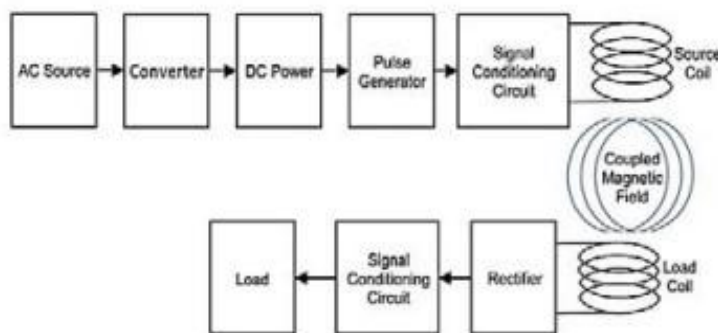 AC Source
Converter
DC Power
Pulse
Generator
Signal
Conditioning
Circuit
Source
Coil
Coupled
Magnetic
Field
Load
Signal
Conditioning
Circuit
Rectifier
Load
Coil